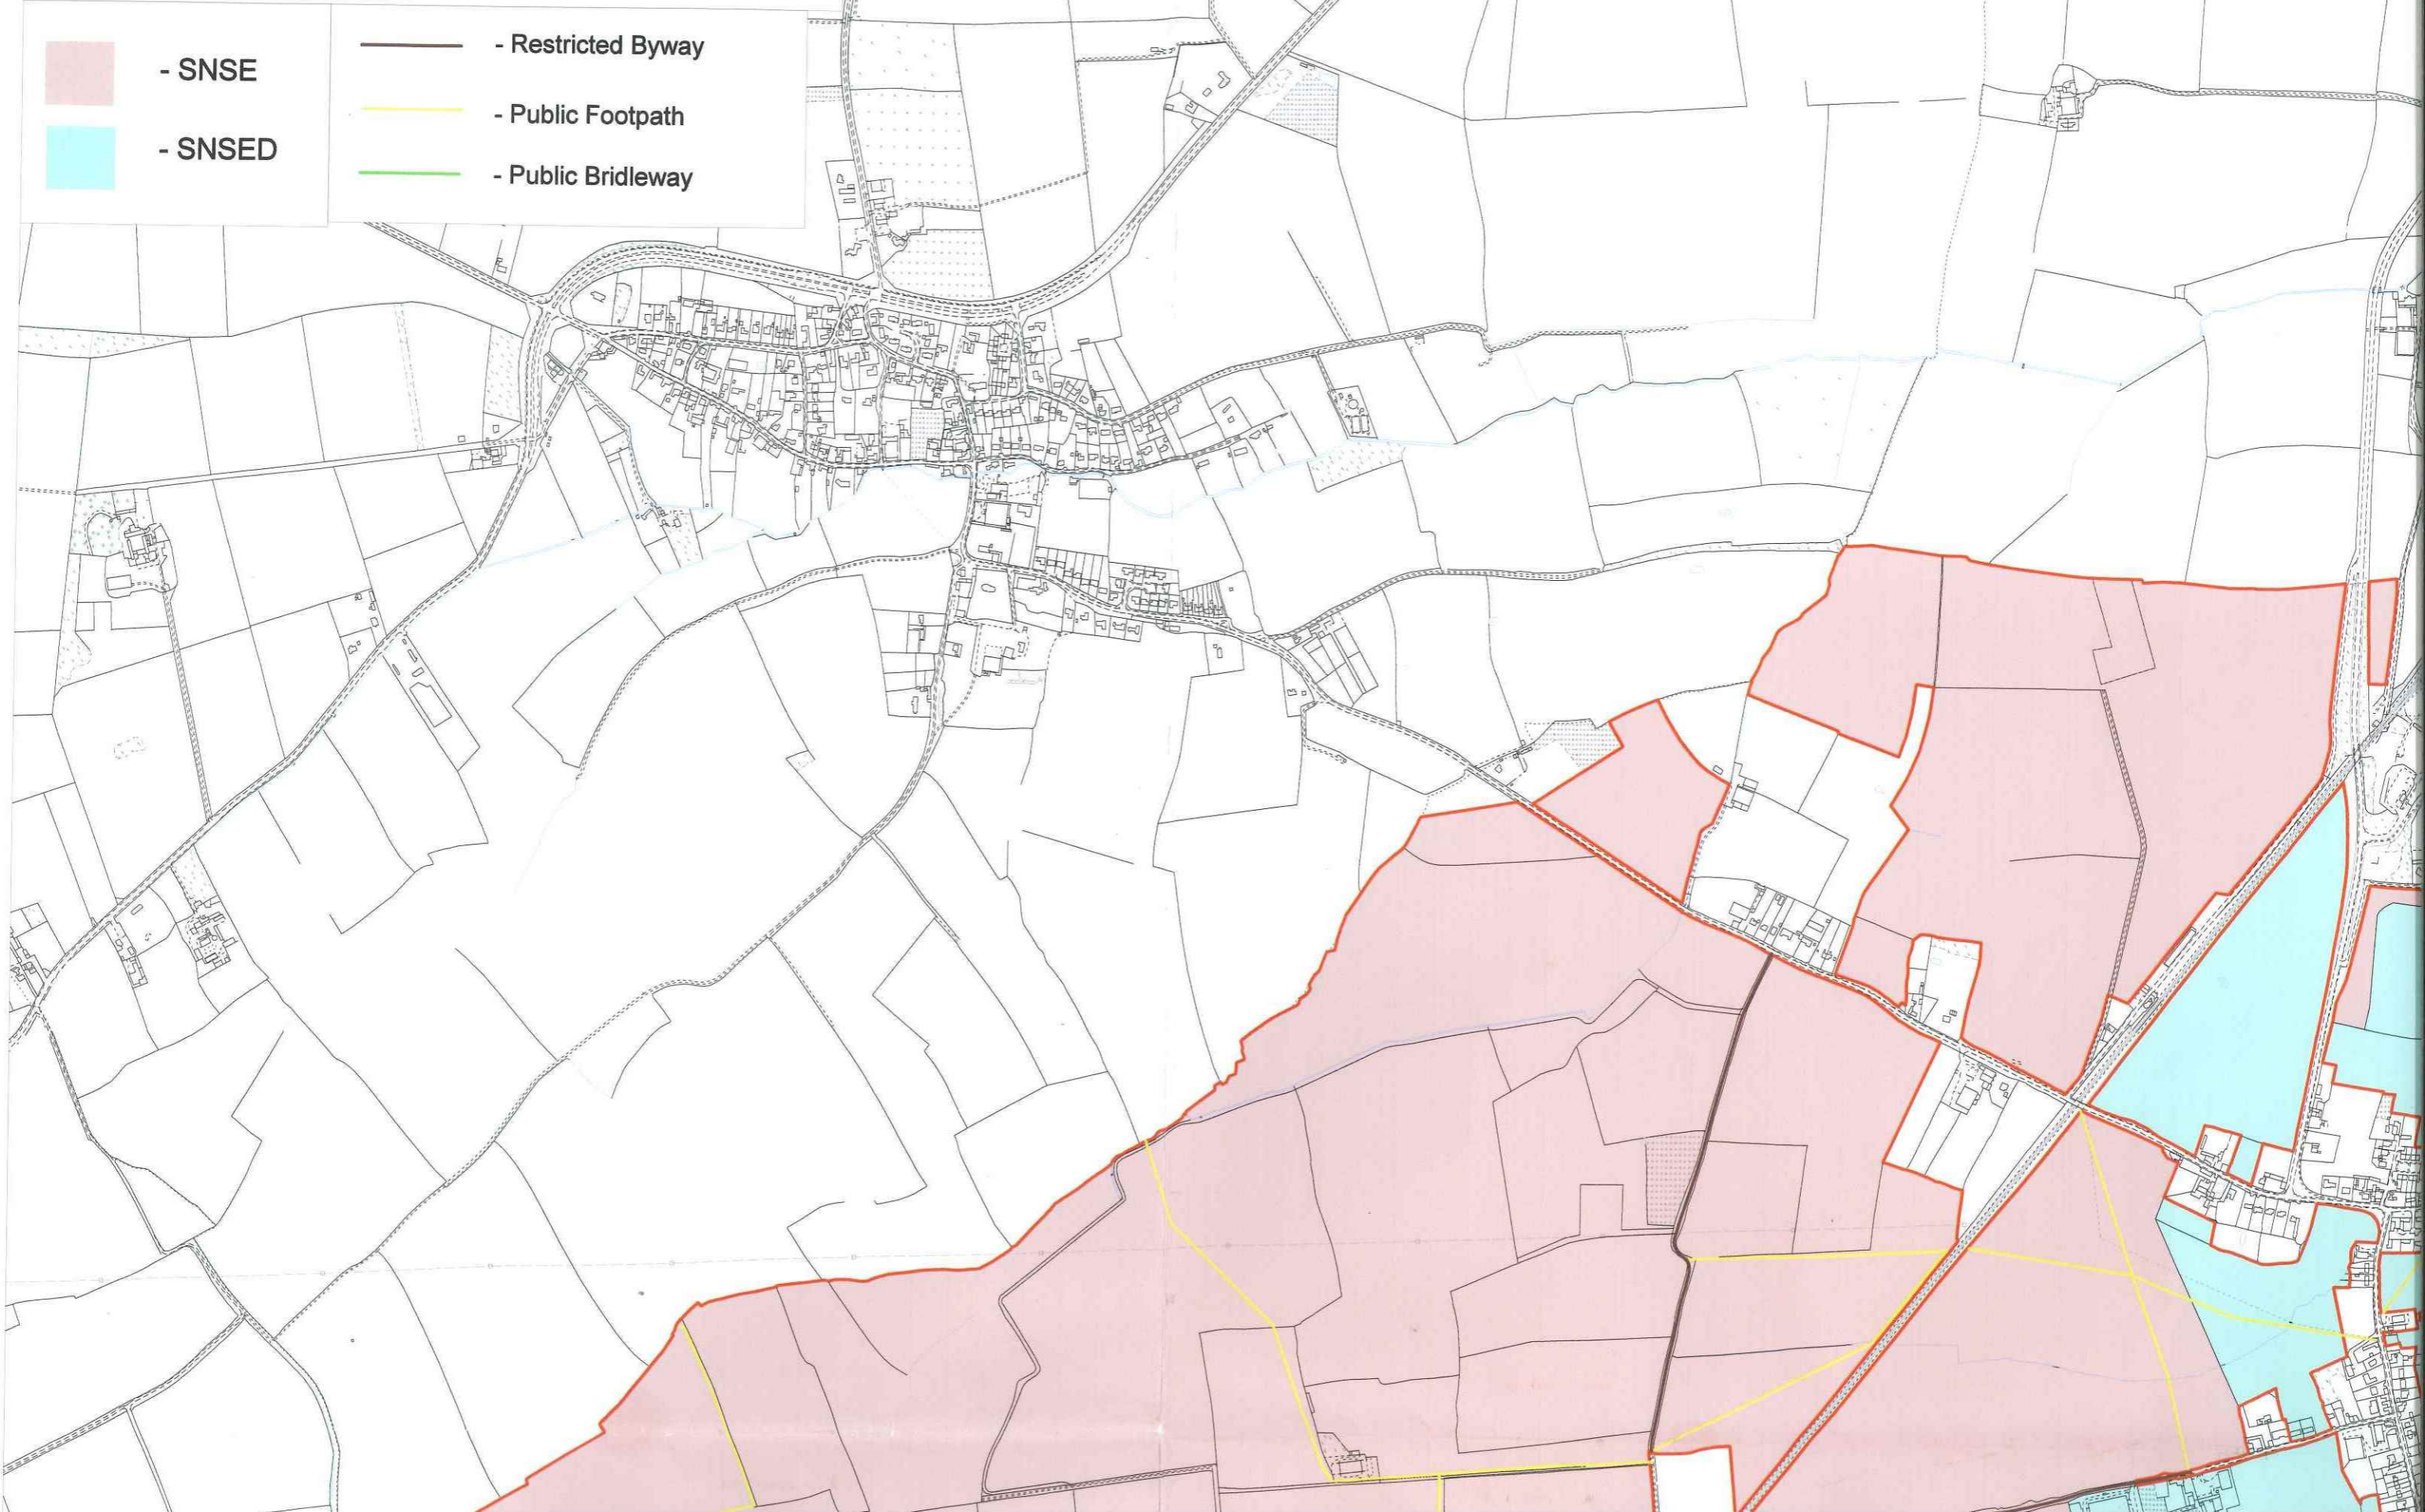 - SNSE
- SNSED
- Restricted Byway
- Public Footpath
- Public Bridleway